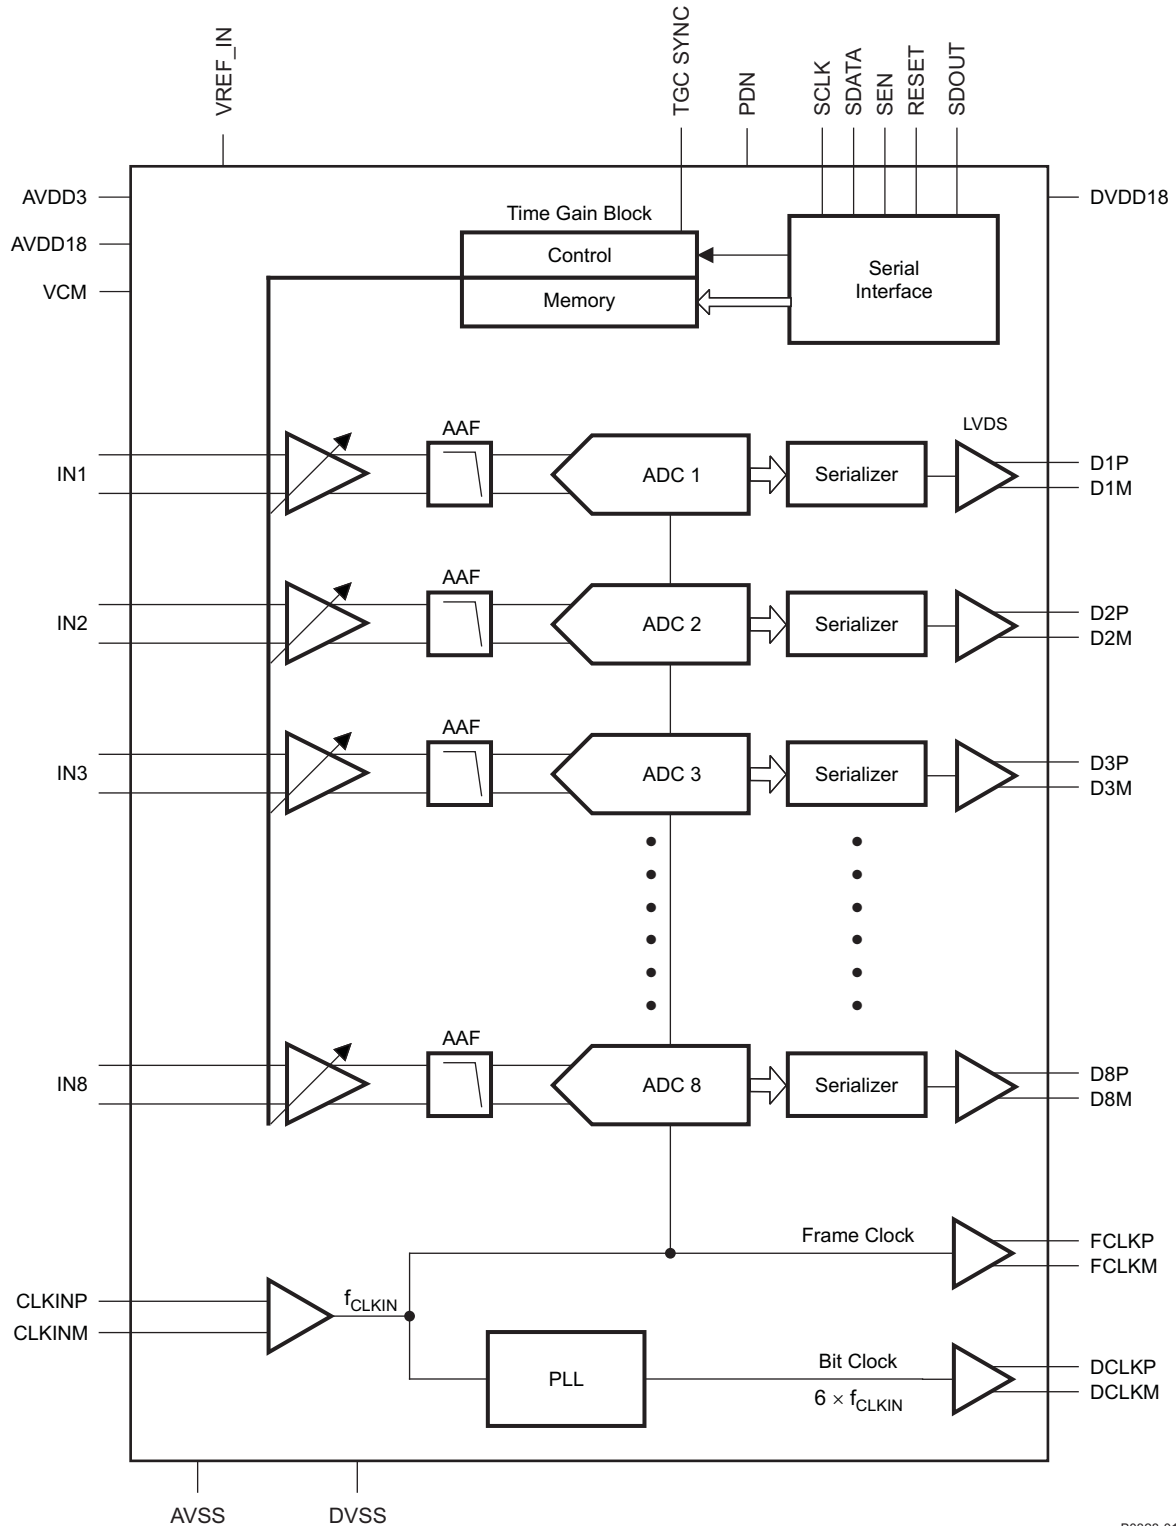 VREF_IN
TGC SYNC
PDN
SCLK
SDATA
SEN
RESET
SDOUT
AVDD3
DVDD18
AVDD18
VCM
Time Gain Block
Control
Memory
Serial
Interface
LVDS
AAF
IN1
ADC 1
Serializer
D1P
D1M
AAF
IN2
ADC 2
Serializer
D2P
D2M
AAF
IN3
ADC 3
Serializer
D3P
D3M
AAF
IN8
ADC 8
Serializer
D8P
D8M
Frame Clock
FCLKP
FCLKM
CLKINP
CLKINM
fCLKIN
PLL
Bit Clock
6 × fCLKIN
DCLKP
DCLKM
AVSS
DVSS